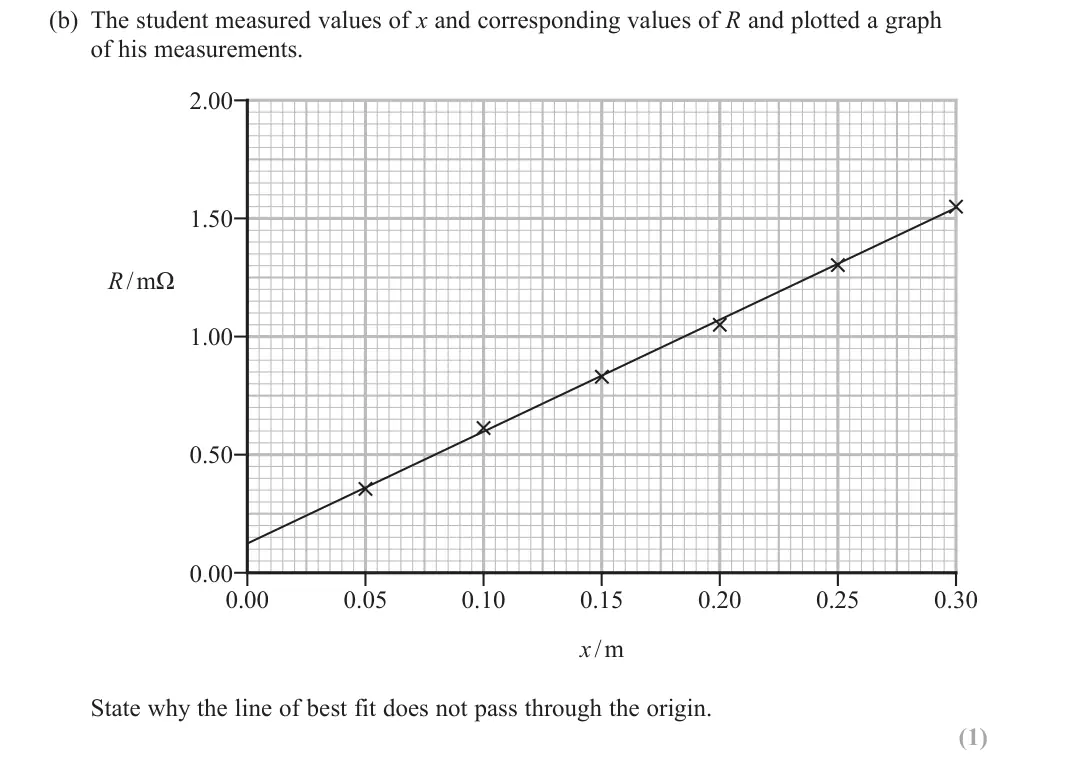 (b) The student measured values of x and corresponding values of R and plotted a graph
of his measurements.
2.00
1.50
R/mΩ
1.00
0.50
0.00
0.00 0.05 0.10 0.15 0.20 0.25 0.30
x/m
State why the line of best fit does not pass through the origin.
(1)